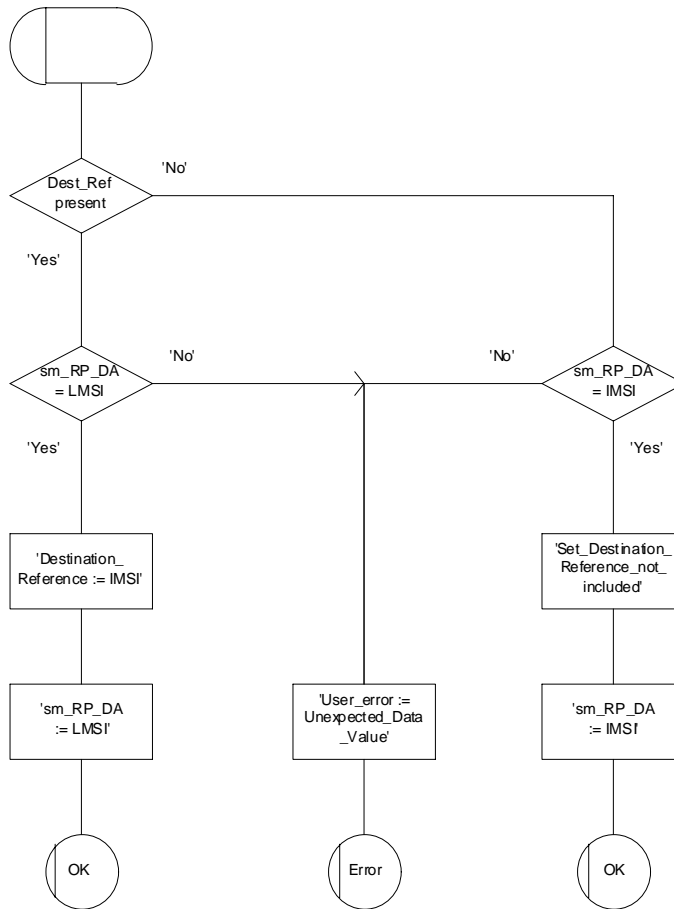 'No'
Dest_Ref
present
'Yes'
sm_RP_DA
= LMSI
'No'
'No'
sm_RP_DA
= IMSI
'Yes'
'Yes'
'Destination_
Reference := IMSI'
'Set_Destination_
Reference_not_
included'
'sm_RP_DA
:= LMSI'
'User_error :=
Unexpected_Data
_Value'
'sm_RP_DA
:= IMSI'
OK
Error
OK